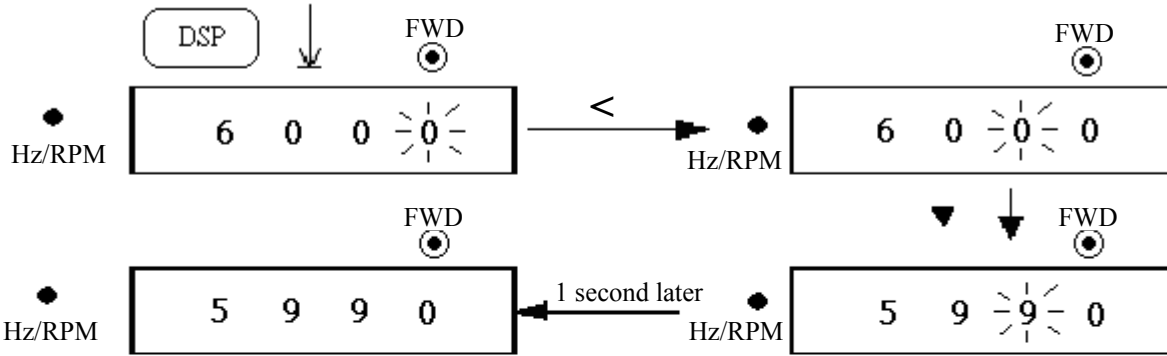 DSP
FWD
FWD
6 0 0 0
<
6 0 0 0
Hz/RPM
Hz/RPM
FWD
FWD
5 9 9 0
1 second later
5 9 9 0
Hz/RPM
Hz/RPM